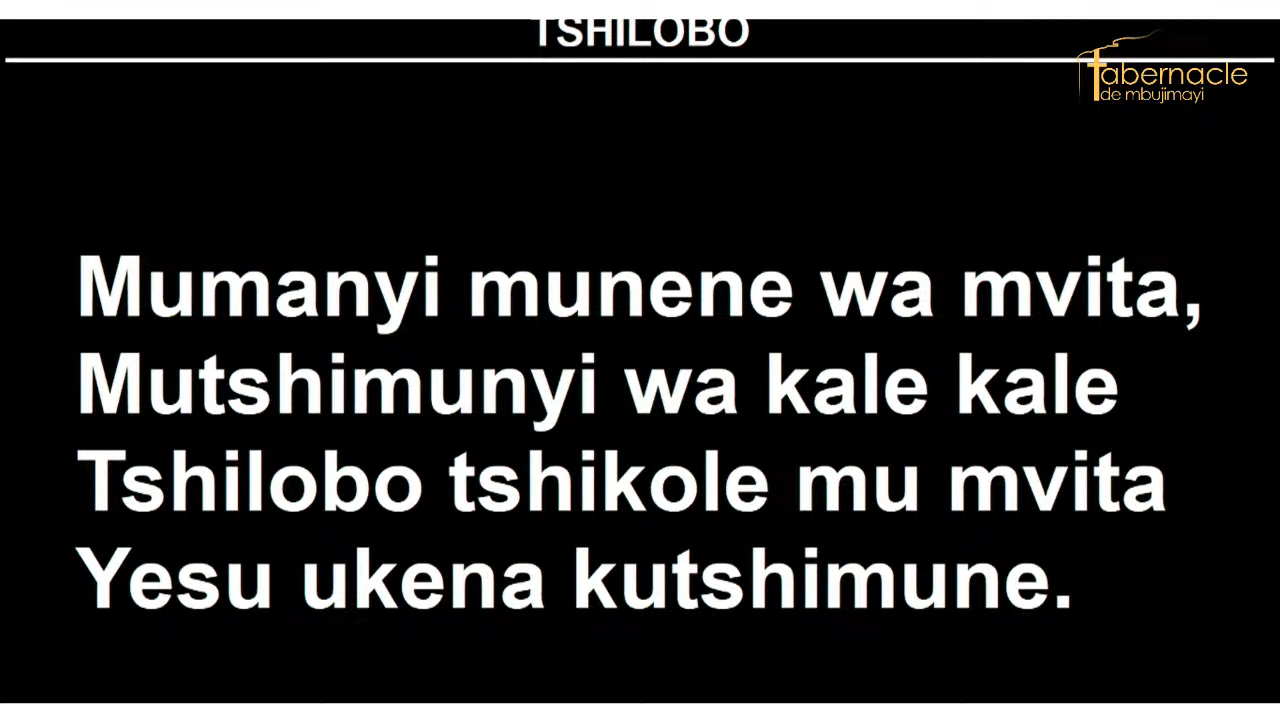 TSHILOBO
Tabernacle
de mbujimayi
Mumanyi munene wa mvita,
Mutshimunyi wa kale kale
Tshilobo tshikole mu mvita
Yesu ukena kutshimune.